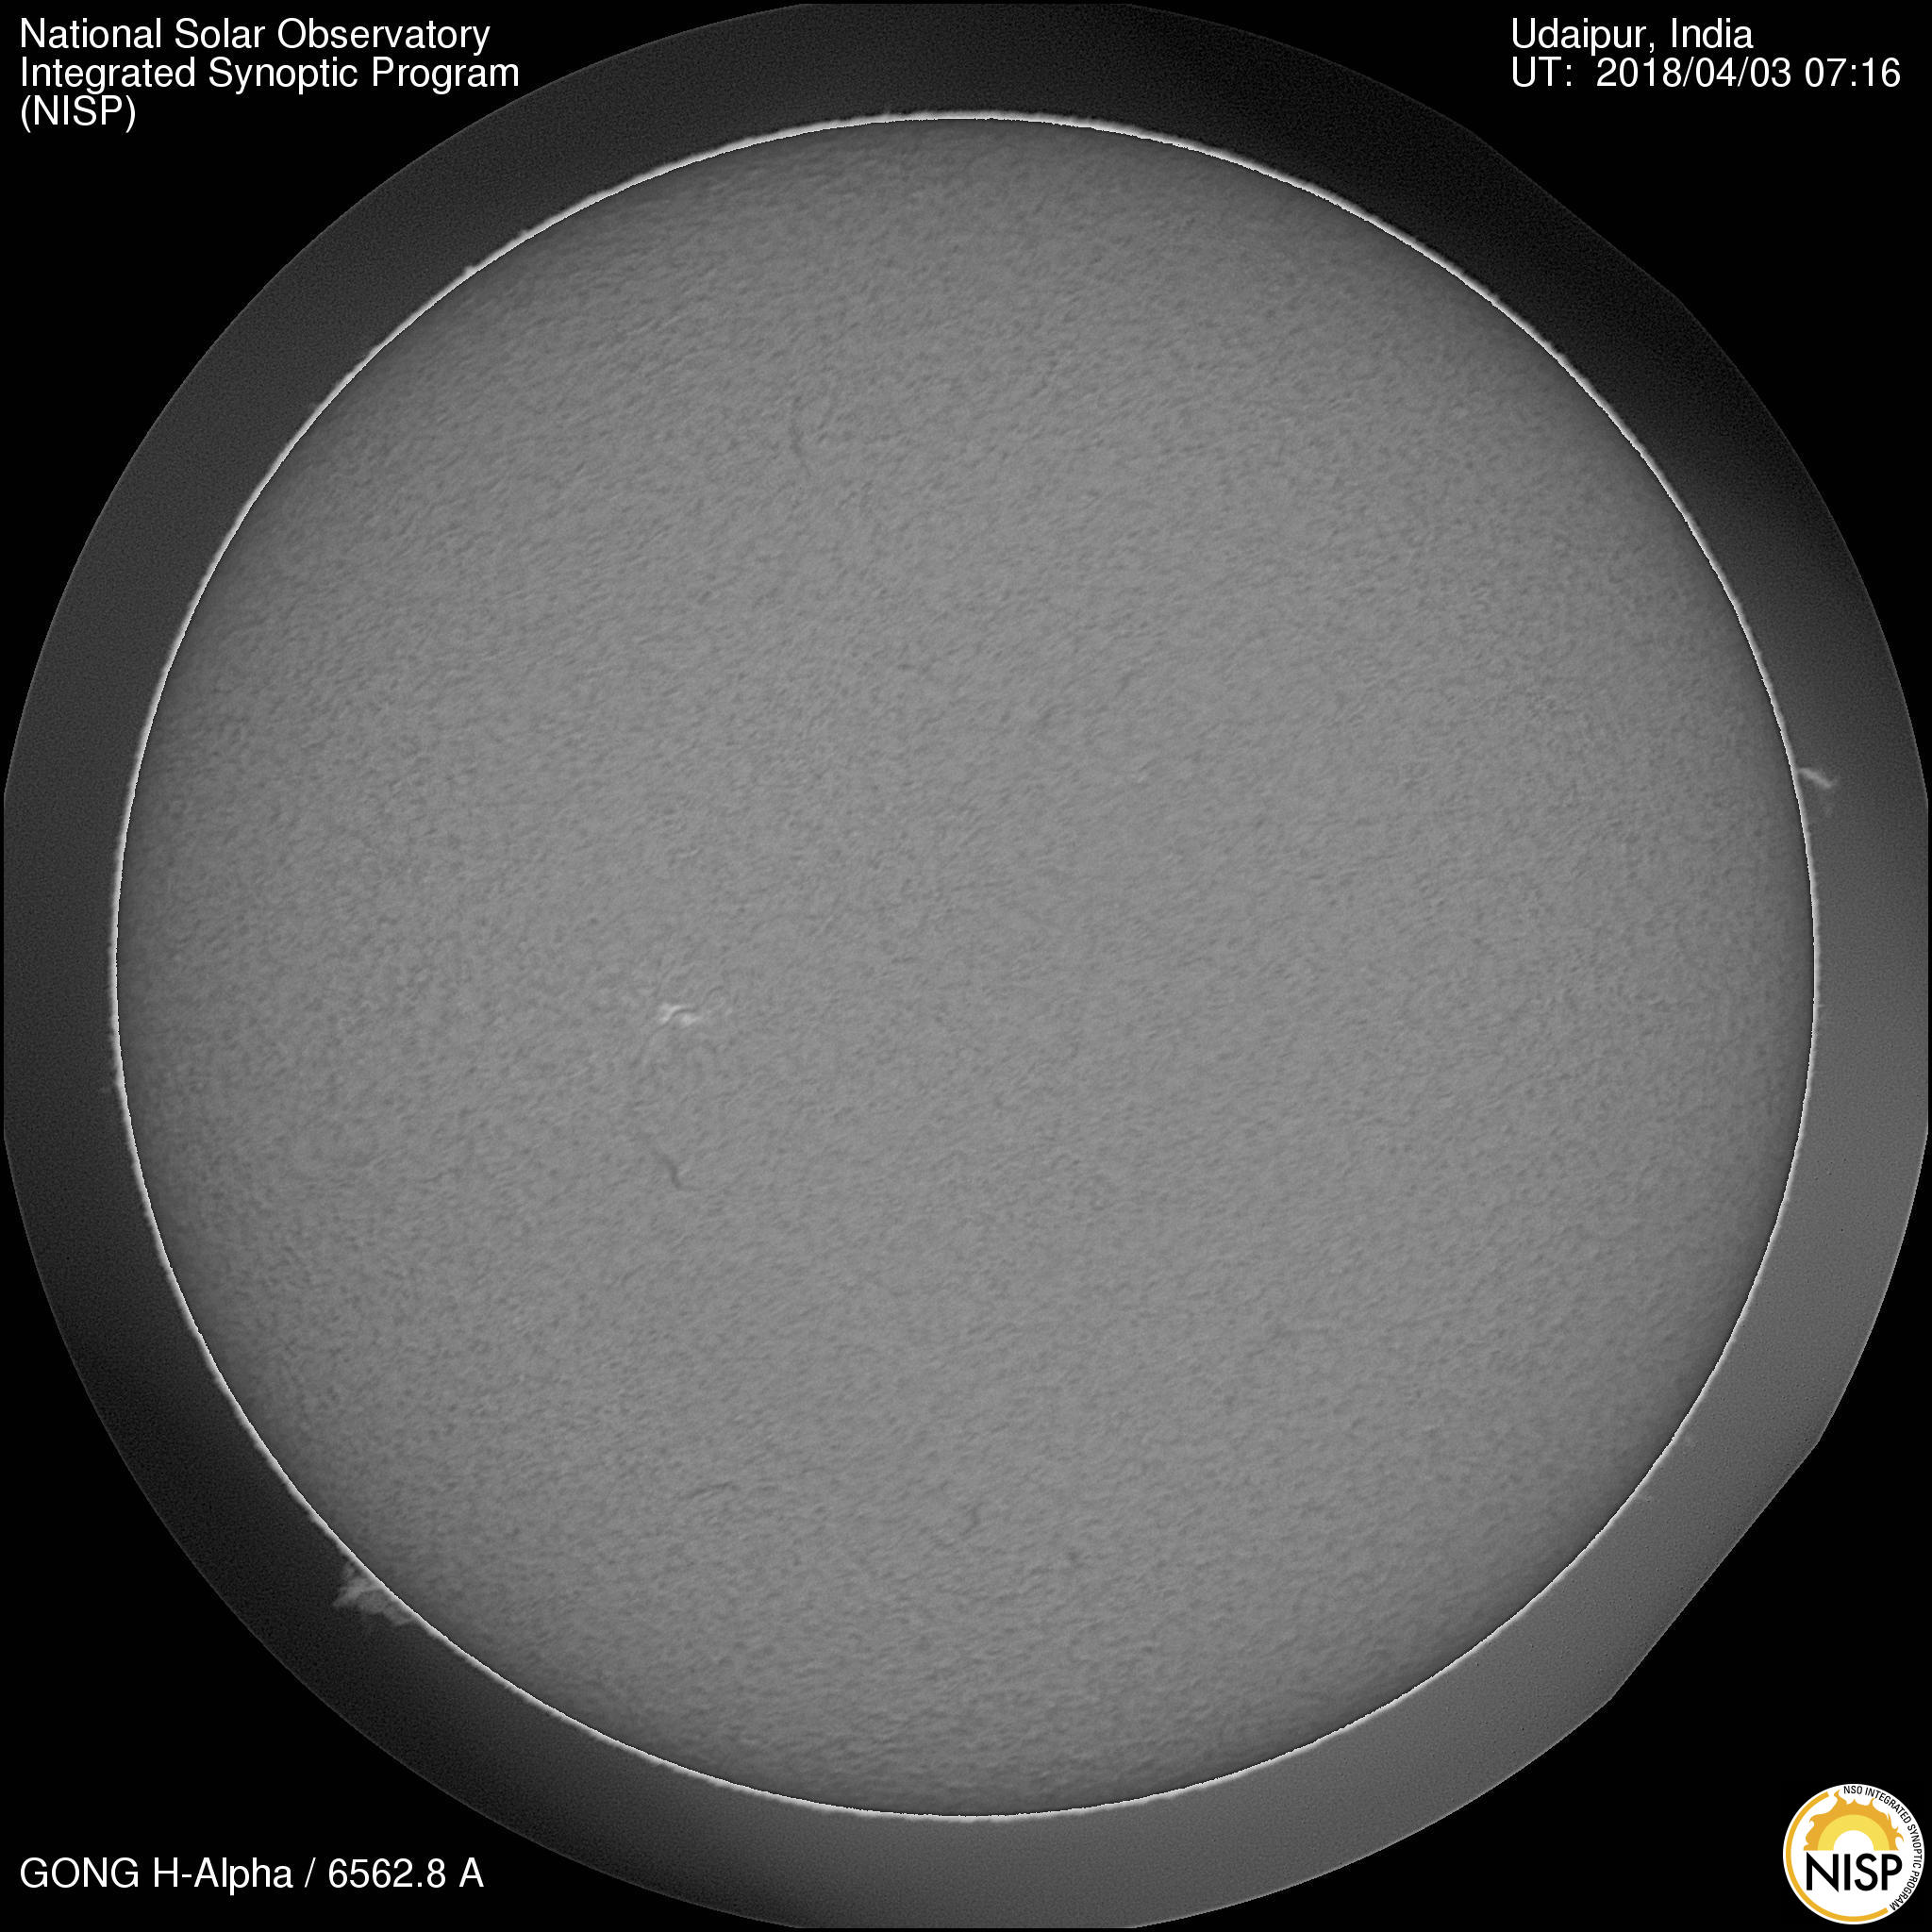 National Solar Observatory
Integrated Synoptic Program
(NISP)
Udaipur, India
UT: 2018/04/03 07:16
GONG H-Alpha / 6562.8 A
NSO INTEGRATED SYNOPTIC PROGRAM
NISP